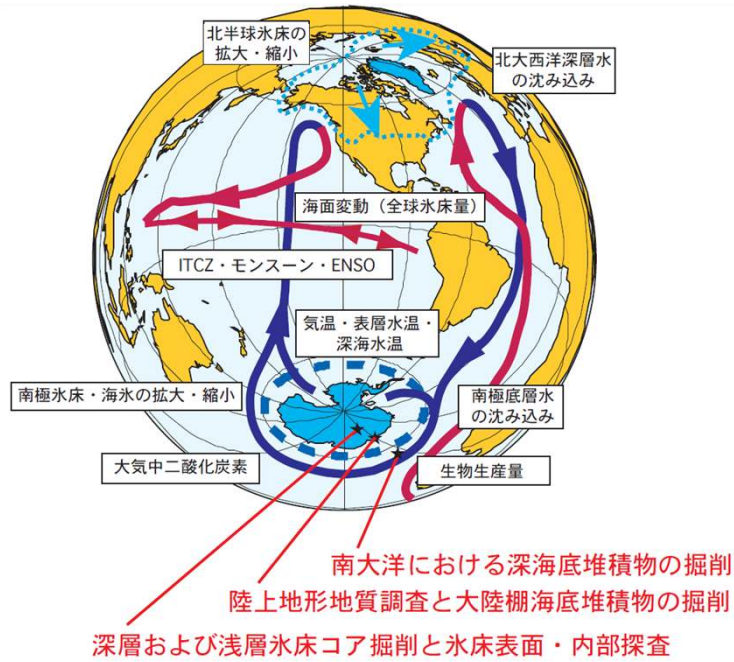 北半球氷床の
拡大・縮小
北大西洋深層水
の沈み込み
海面変動（全球氷床量）
ITCZ・モンスーン・ENSO
気温・表層水温・
深海水温
南極氷床・海氷の拡大・縮小
南極底層水
の沈み込み
大気中二酸化炭素
生物生産量
南大洋における深海底堆積物の掘削
陸上地形地質調査と大陸棚海底堆積物の掘削
深層および浅層氷床コア掘削と氷床表面・内部探査